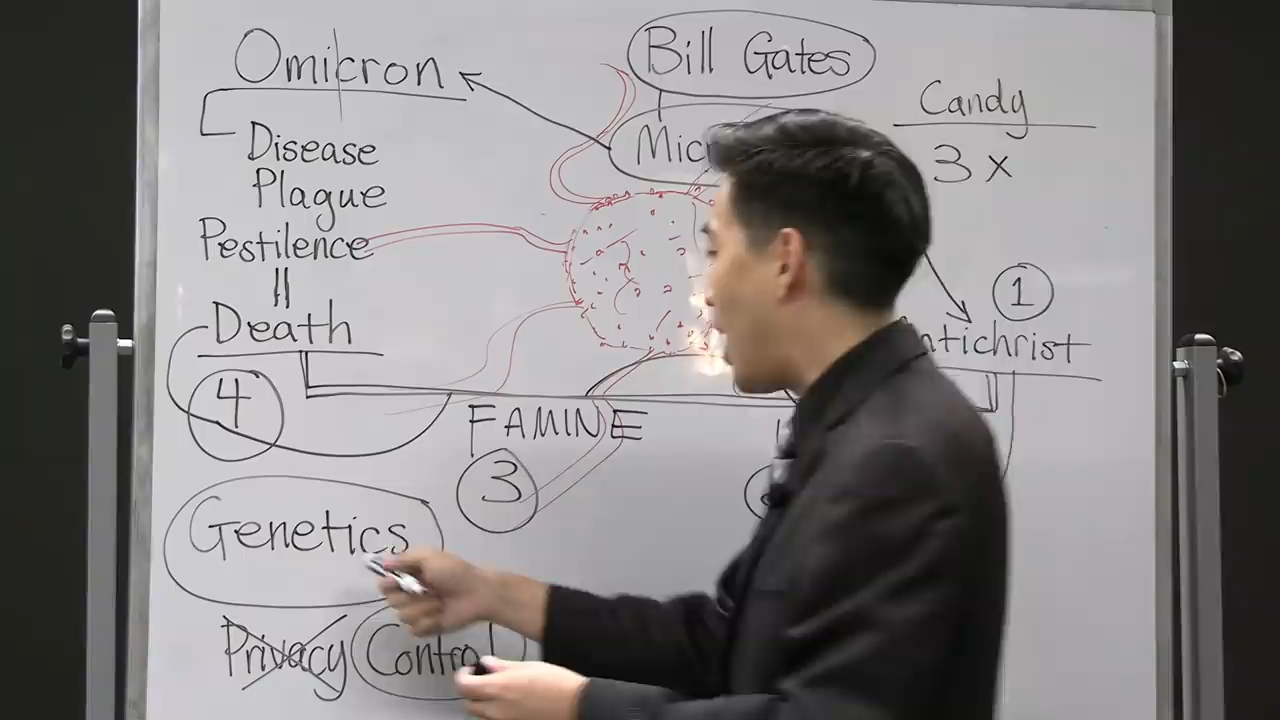 Omicron
Disease
Plague
Pestilence
Death
4
Bill Gates
Candy
3 x
1
FAMINE
3
Genetics
Privacy